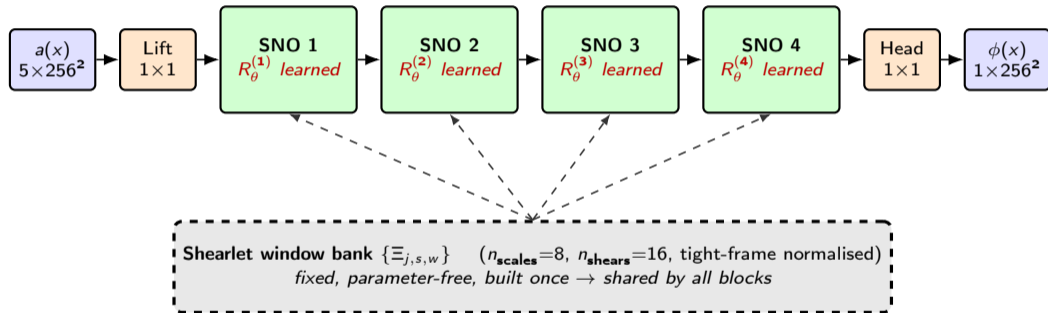 a(x)
5×256²
Lift
1×1
SNO 1
R_θ^(1) learned
SNO 2
R_θ^(2) learned
SNO 3
R_θ^(3) learned
SNO 4
R_θ^(4) learned
Head
1×1
ϕ(x)
1×256²
Shearlet window bank {Ξ_{j,s,w}} (n_scales=8, n_shears=16, tight-frame normalised)
fixed, parameter-free, built once → shared by all blocks